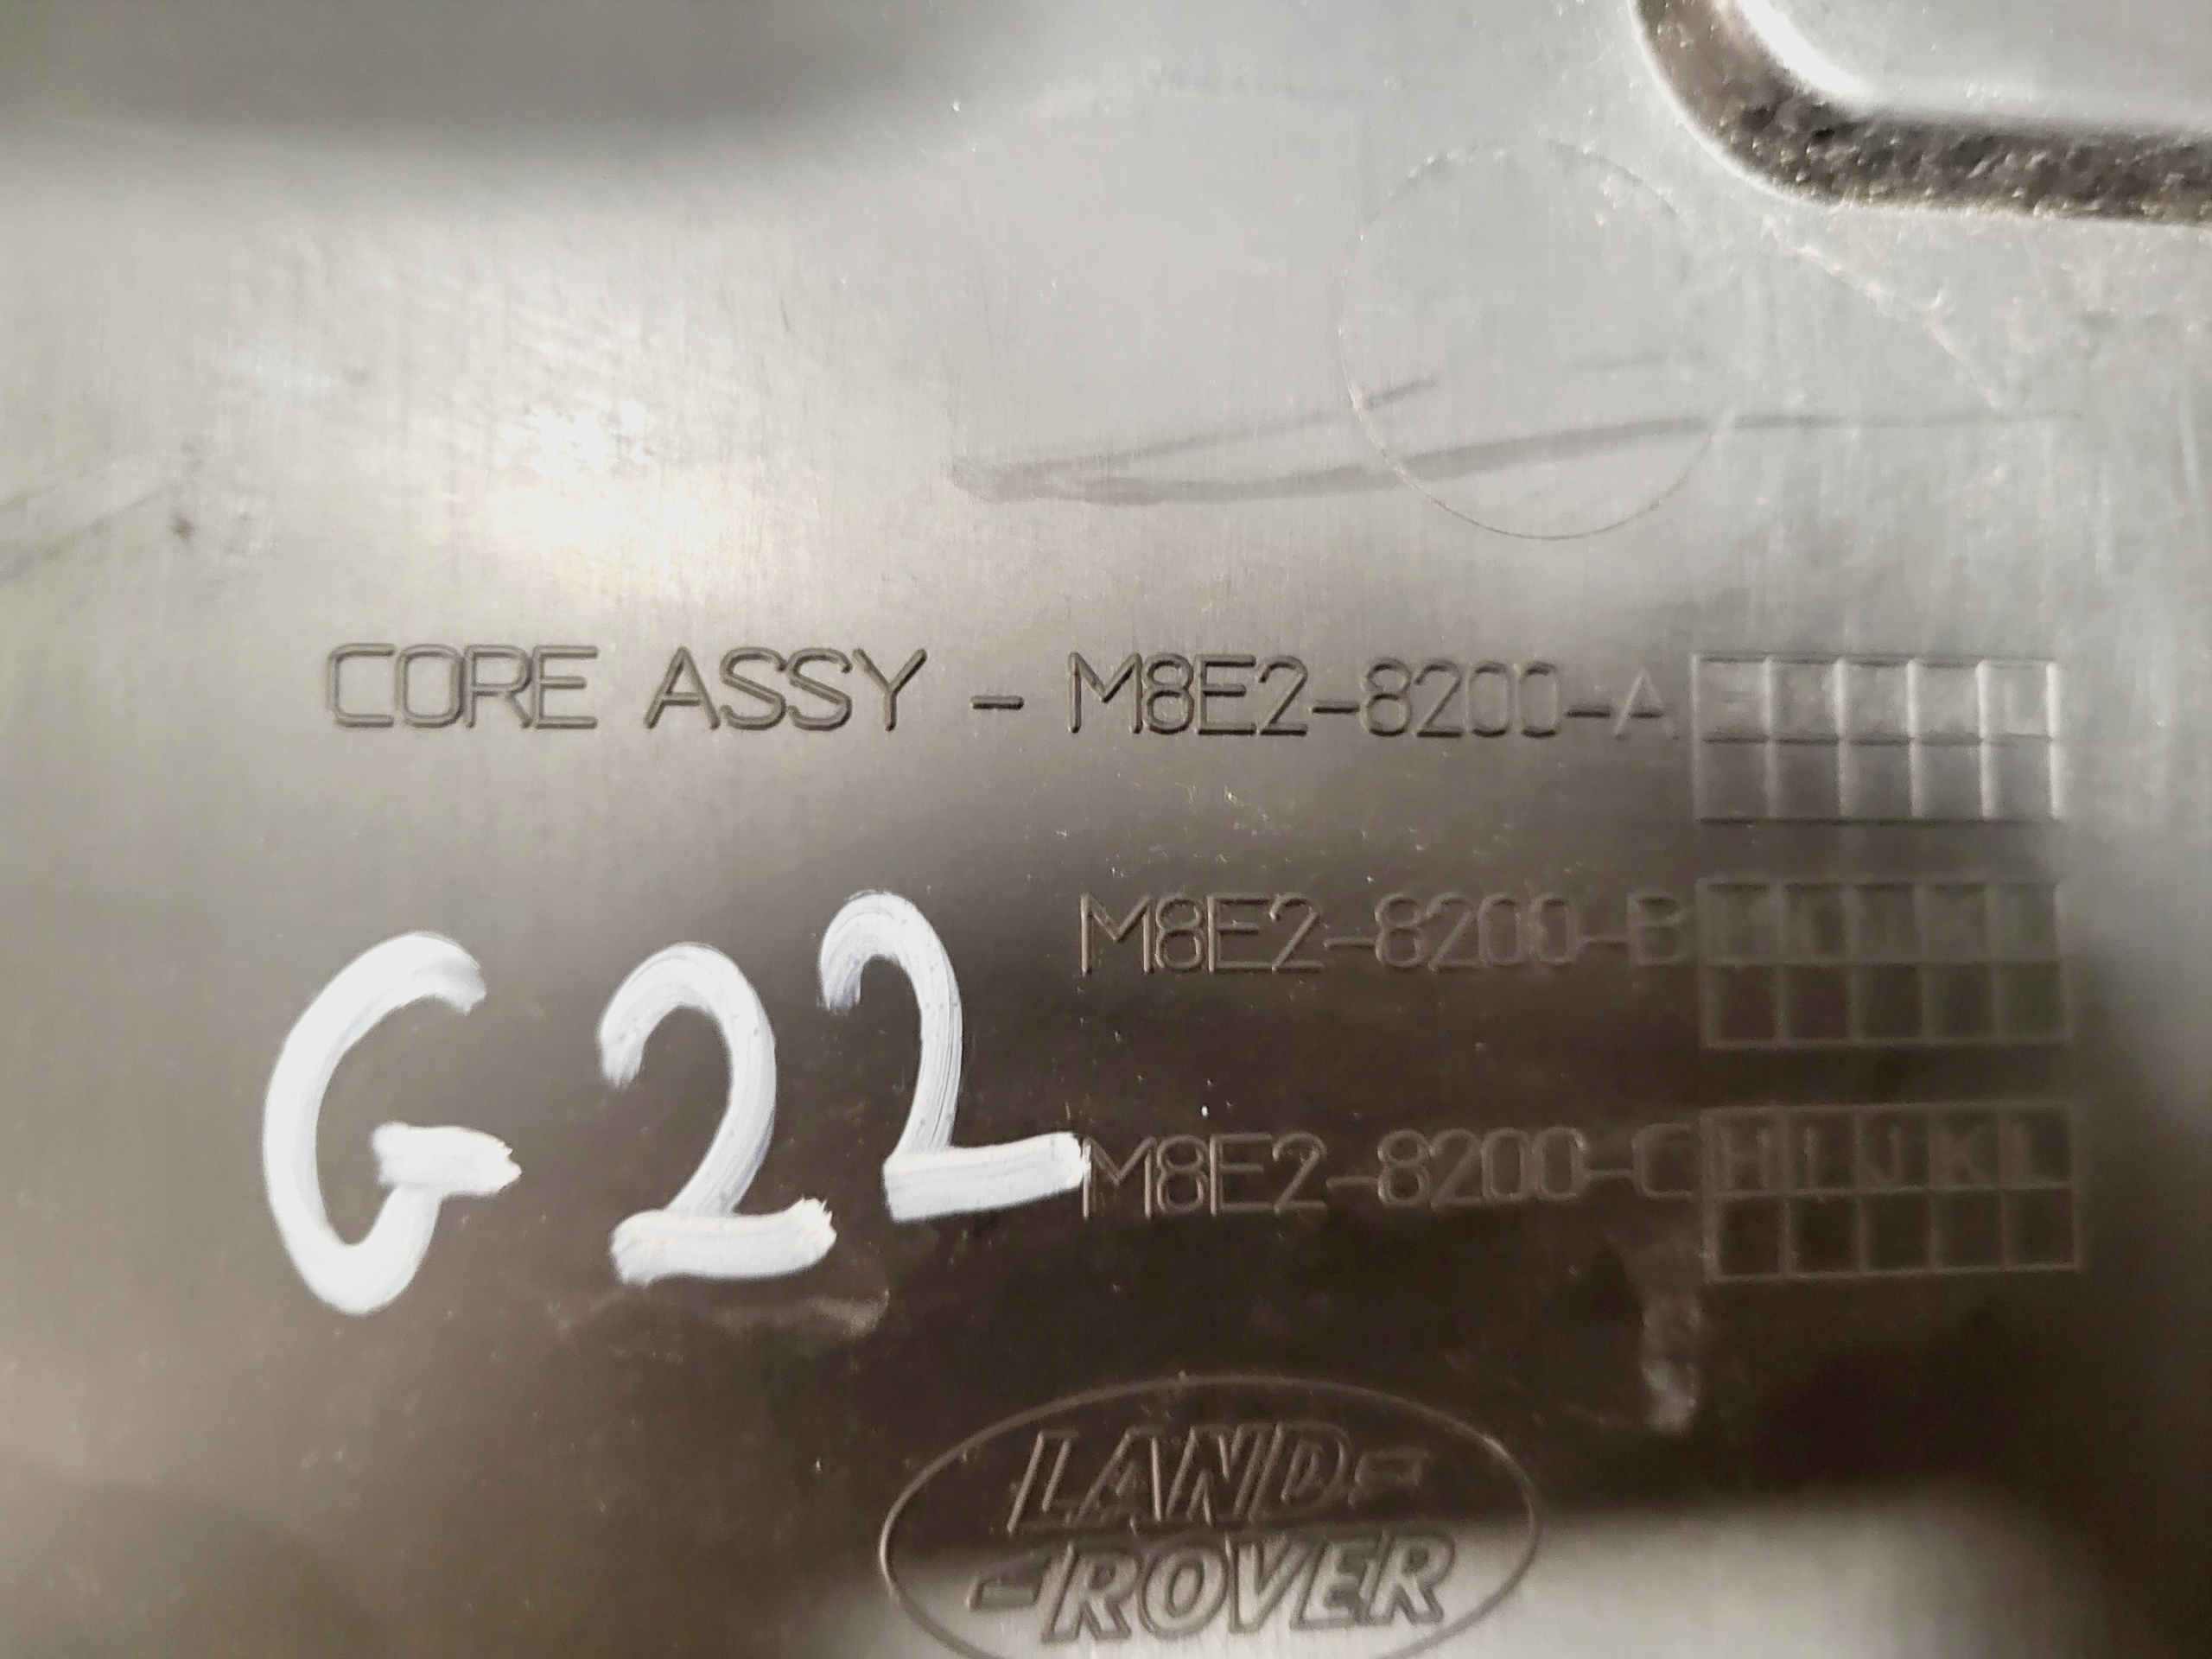 CORE ASSY - M8E2-8200-A
M8E2-8200-B
G22
M8E2-8200-C H I J K L
LAND
ROVER